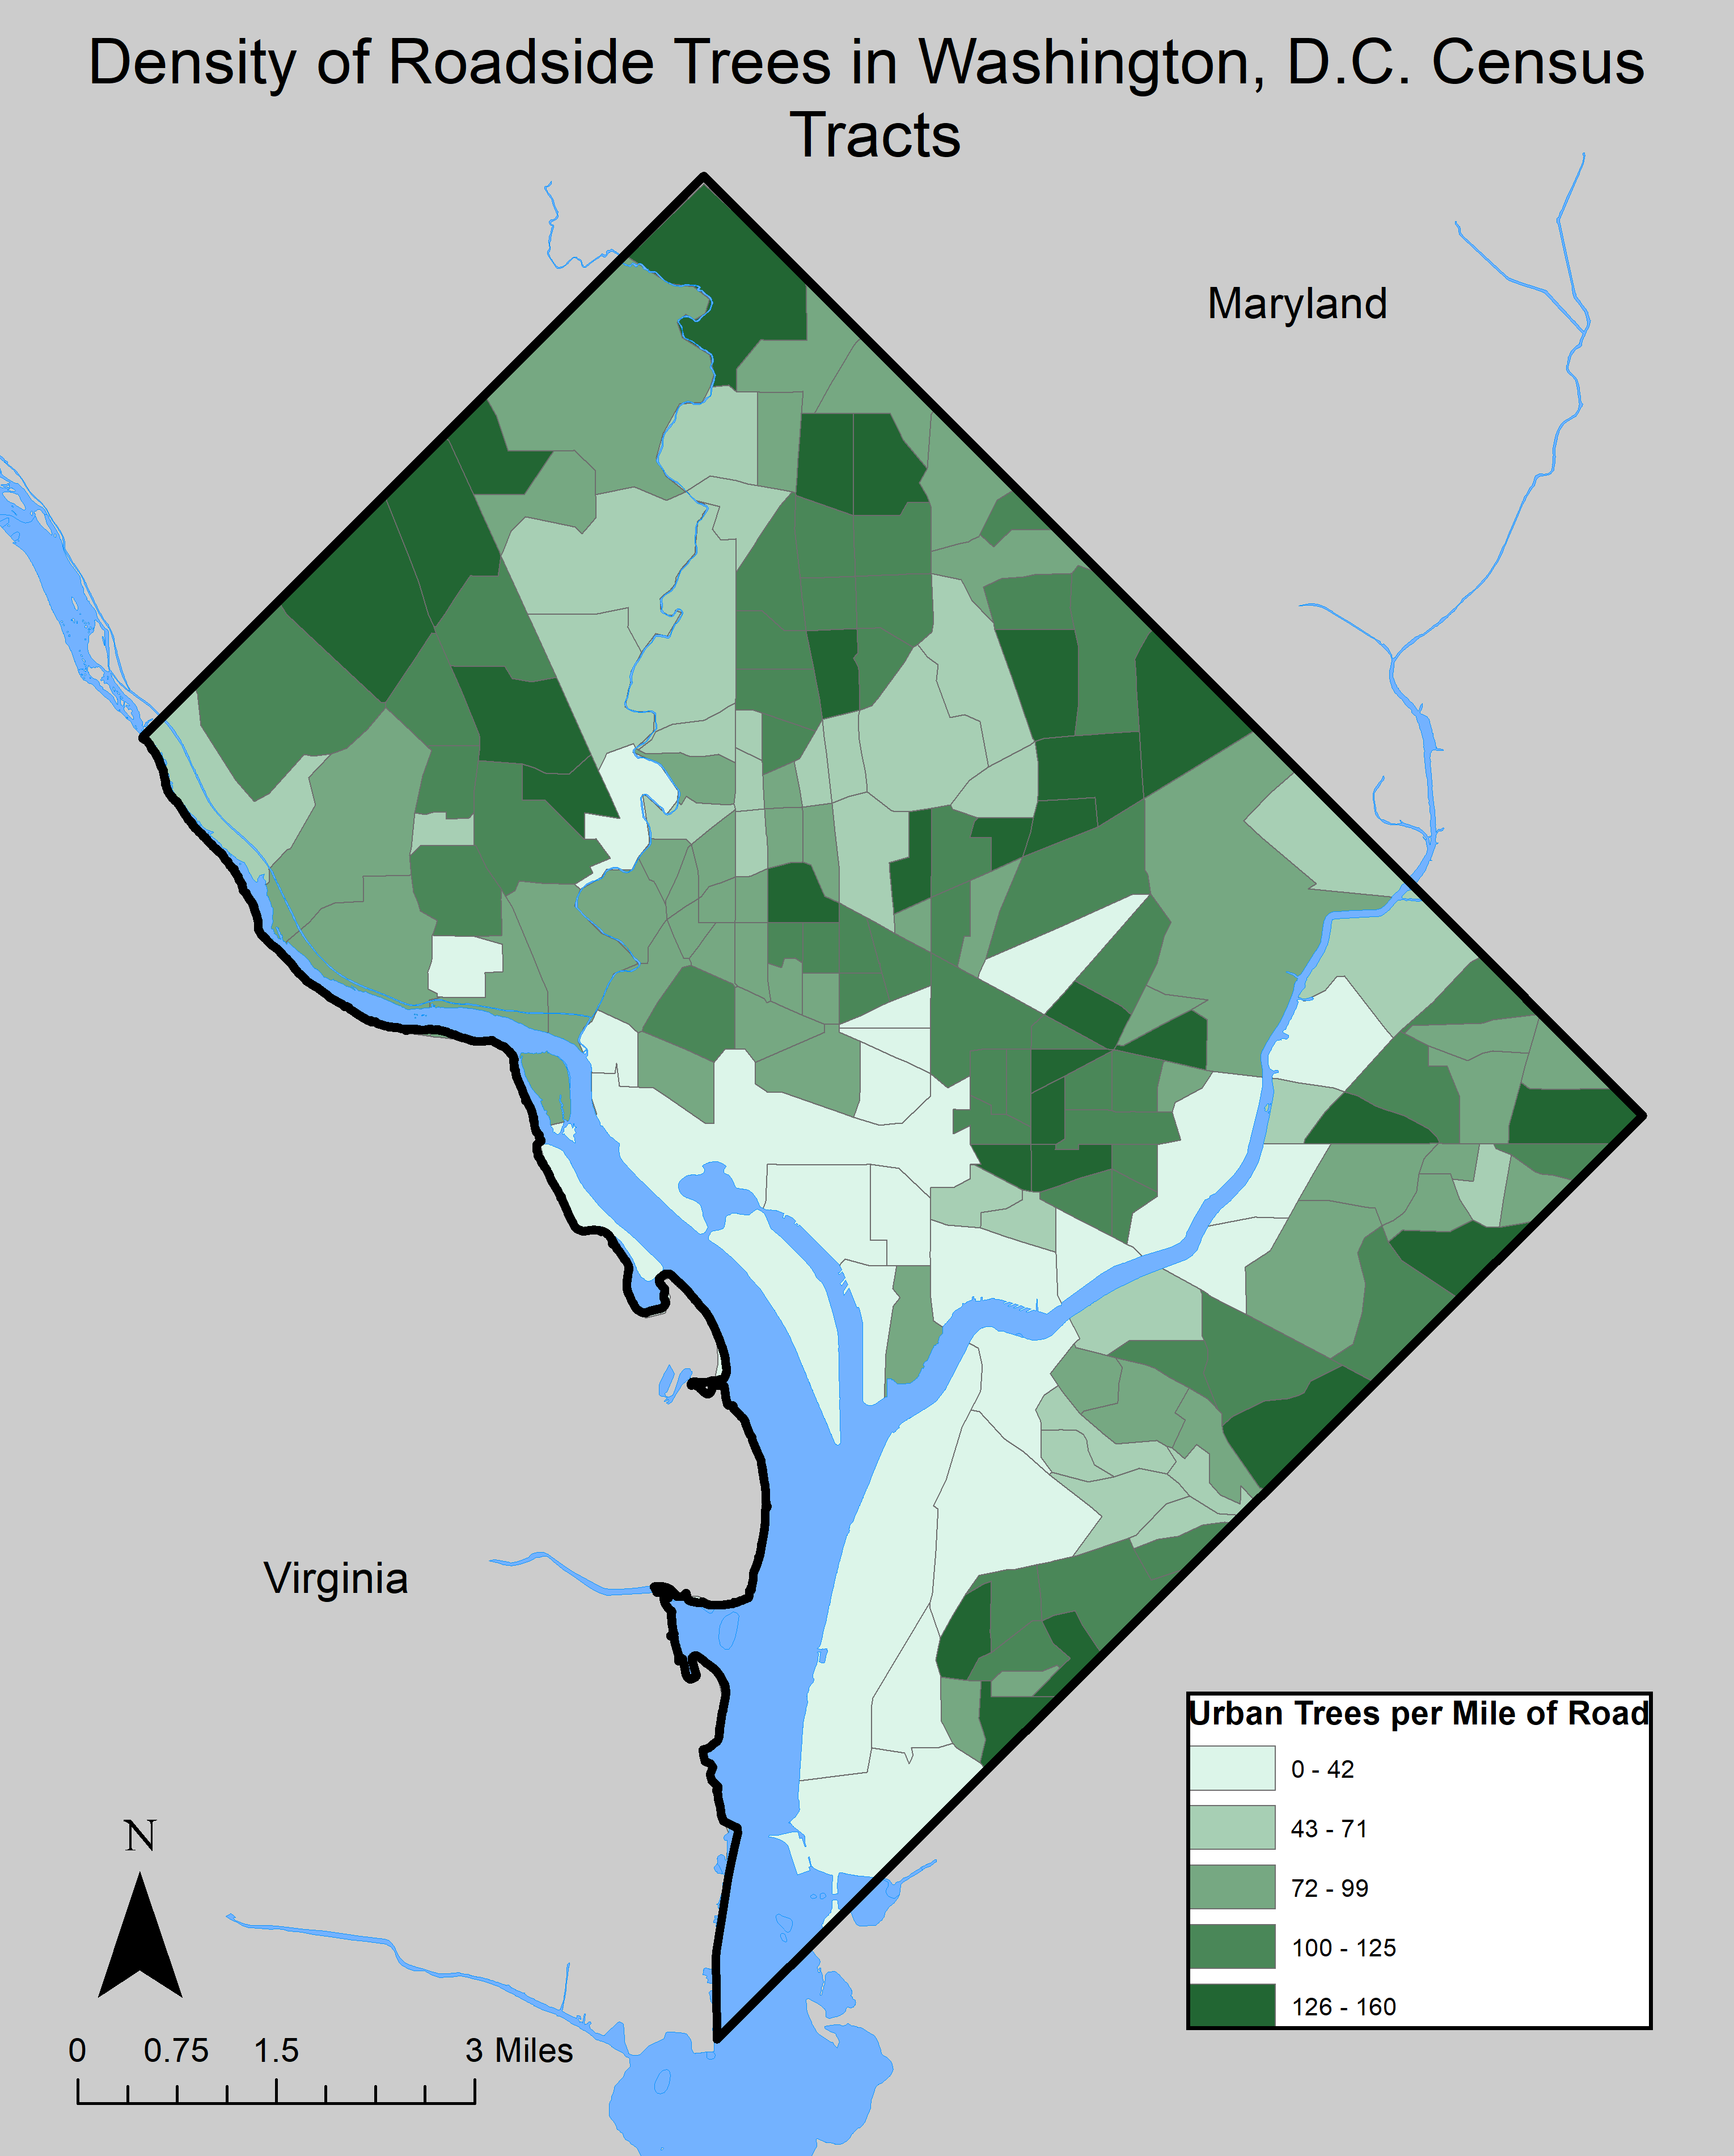 Density of Roadside Trees in Washington, D.C. Census
Tracts
Maryland
Virginia
Urban Trees per Mile of Road
0 - 42
43 - 71
72 - 99
100 - 125
126 - 160
N
0 0.75 1.5 3 Miles